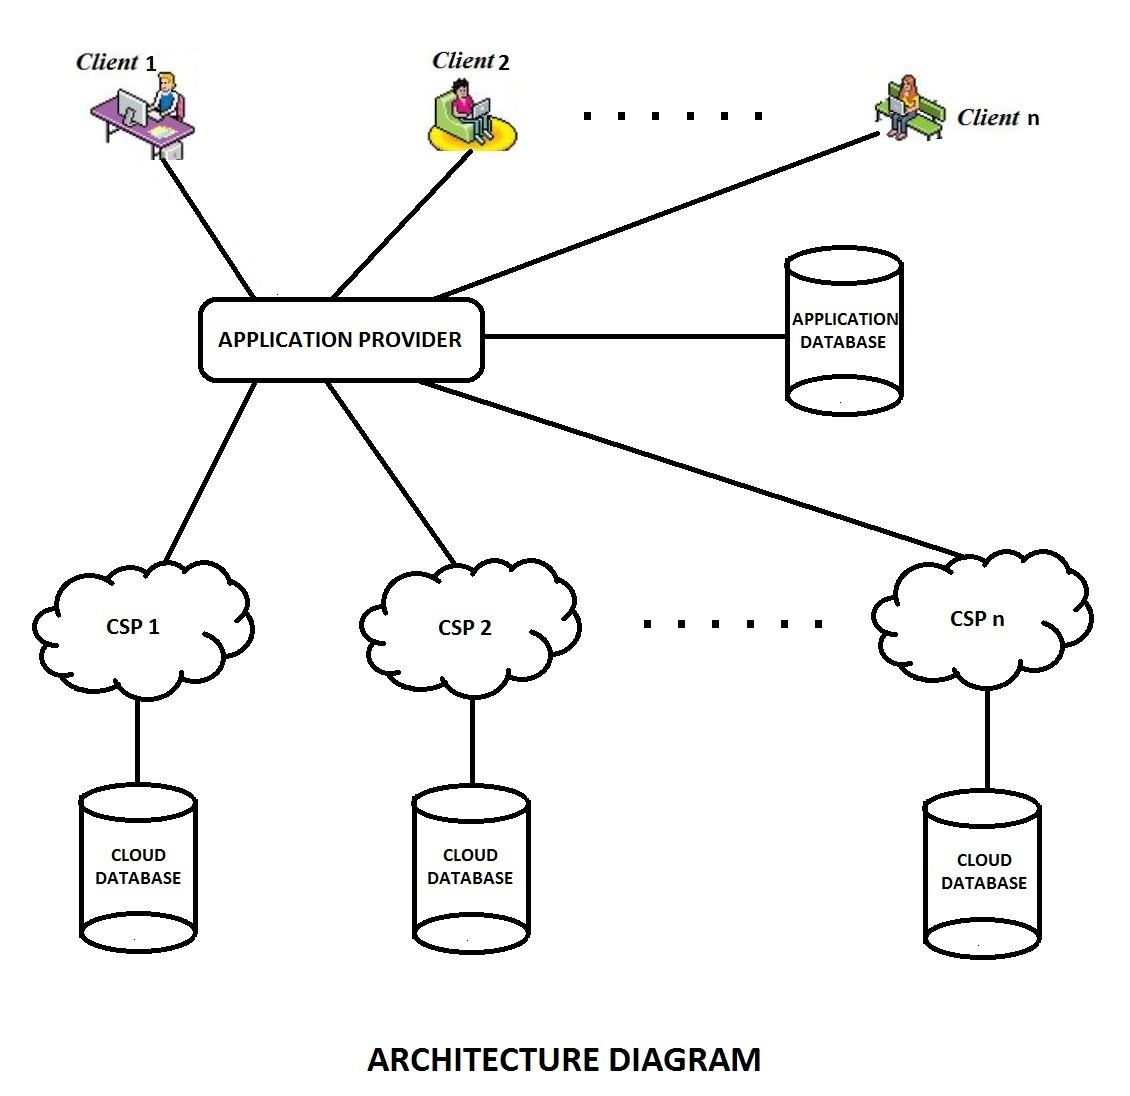 Client 1
Client 2
Client n
APPLICATION PROVIDER
APPLICATION
DATABASE
CSP 1
CSP 2
CSP n
CLOUD
DATABASE
CLOUD
DATABASE
CLOUD
DATABASE
ARCHITECTURE DIAGRAM